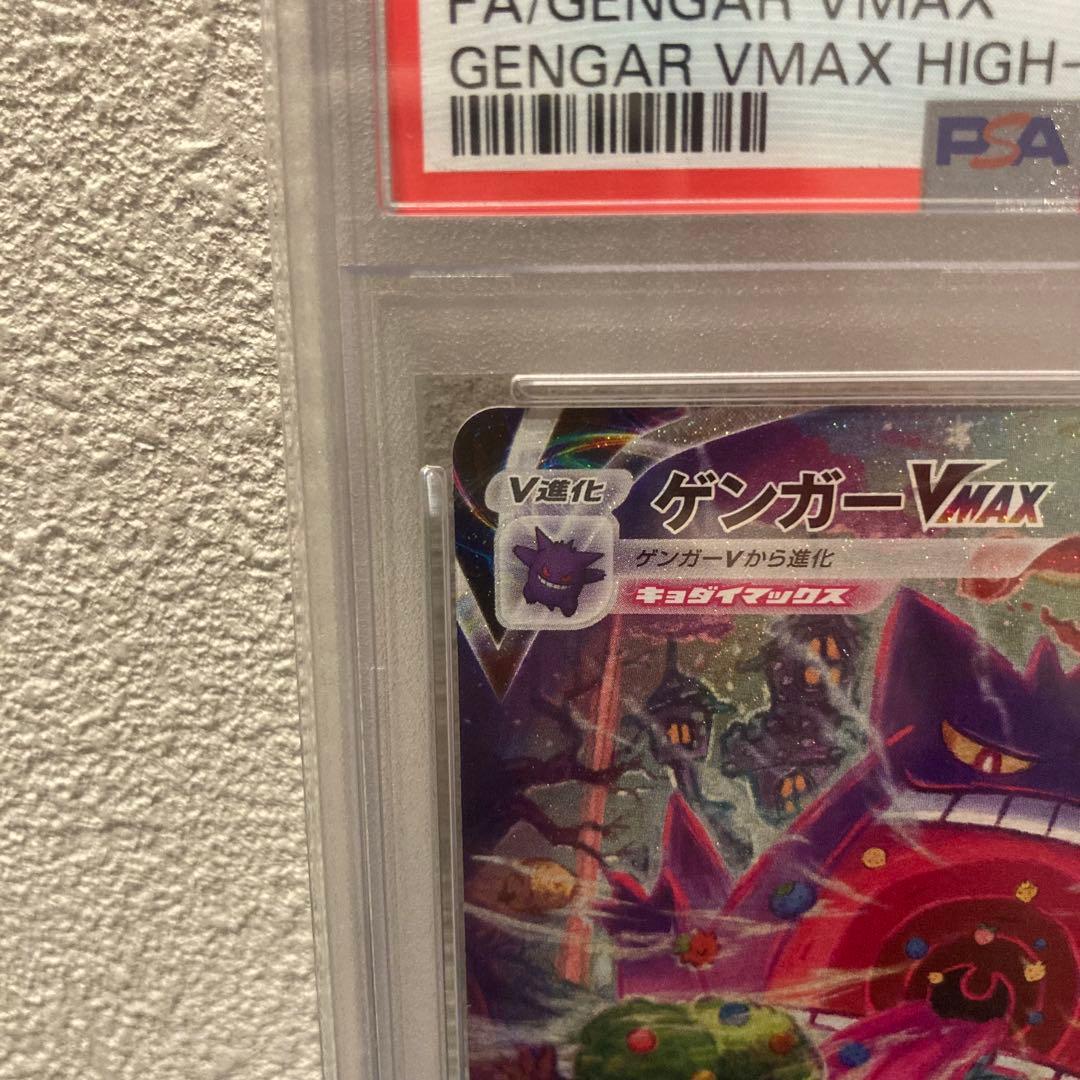 FA/GENGAR VMAX
GENGAR VMAX HIGH-
PSA
V進化
ゲンガーVMAX
ゲンガーVから進化
キョダイマックス